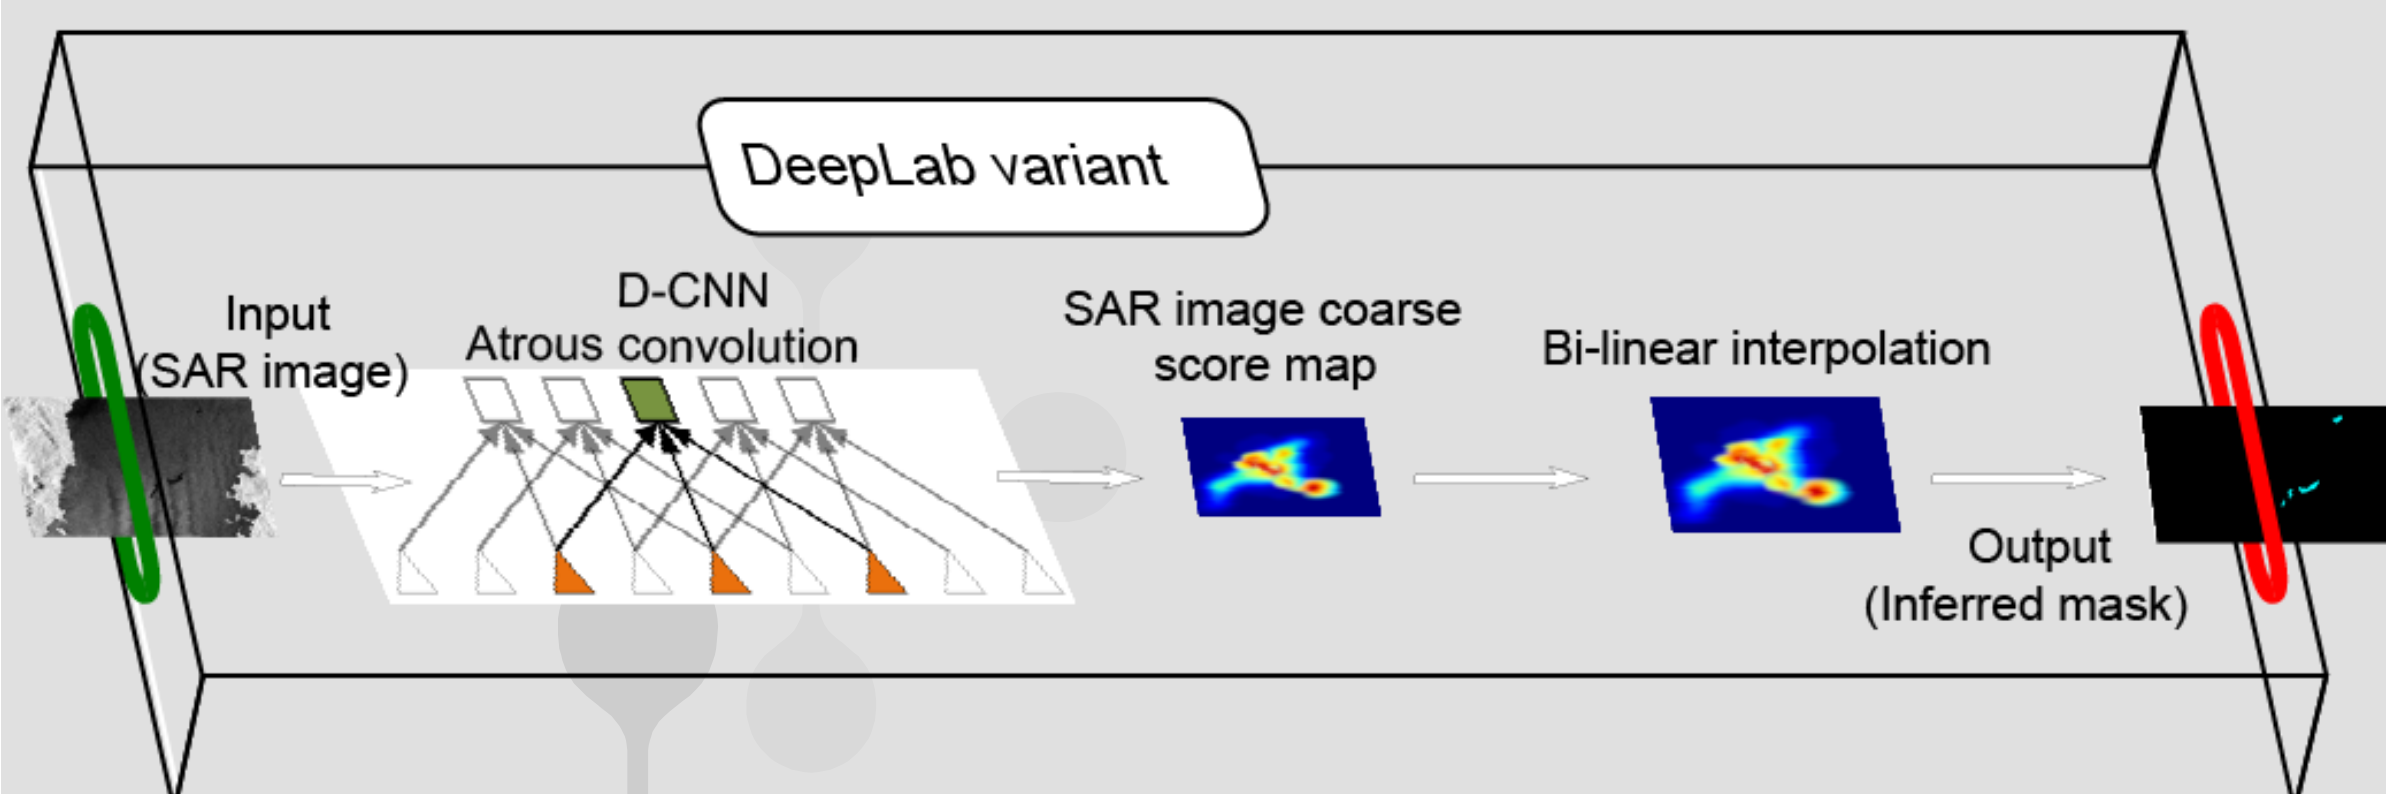 DeepLab variant
Input
(SAR image)
D-CNN
Atrous convolution
SAR image coarse
score map
Bi-linear interpolation
Output
(Inferred mask)